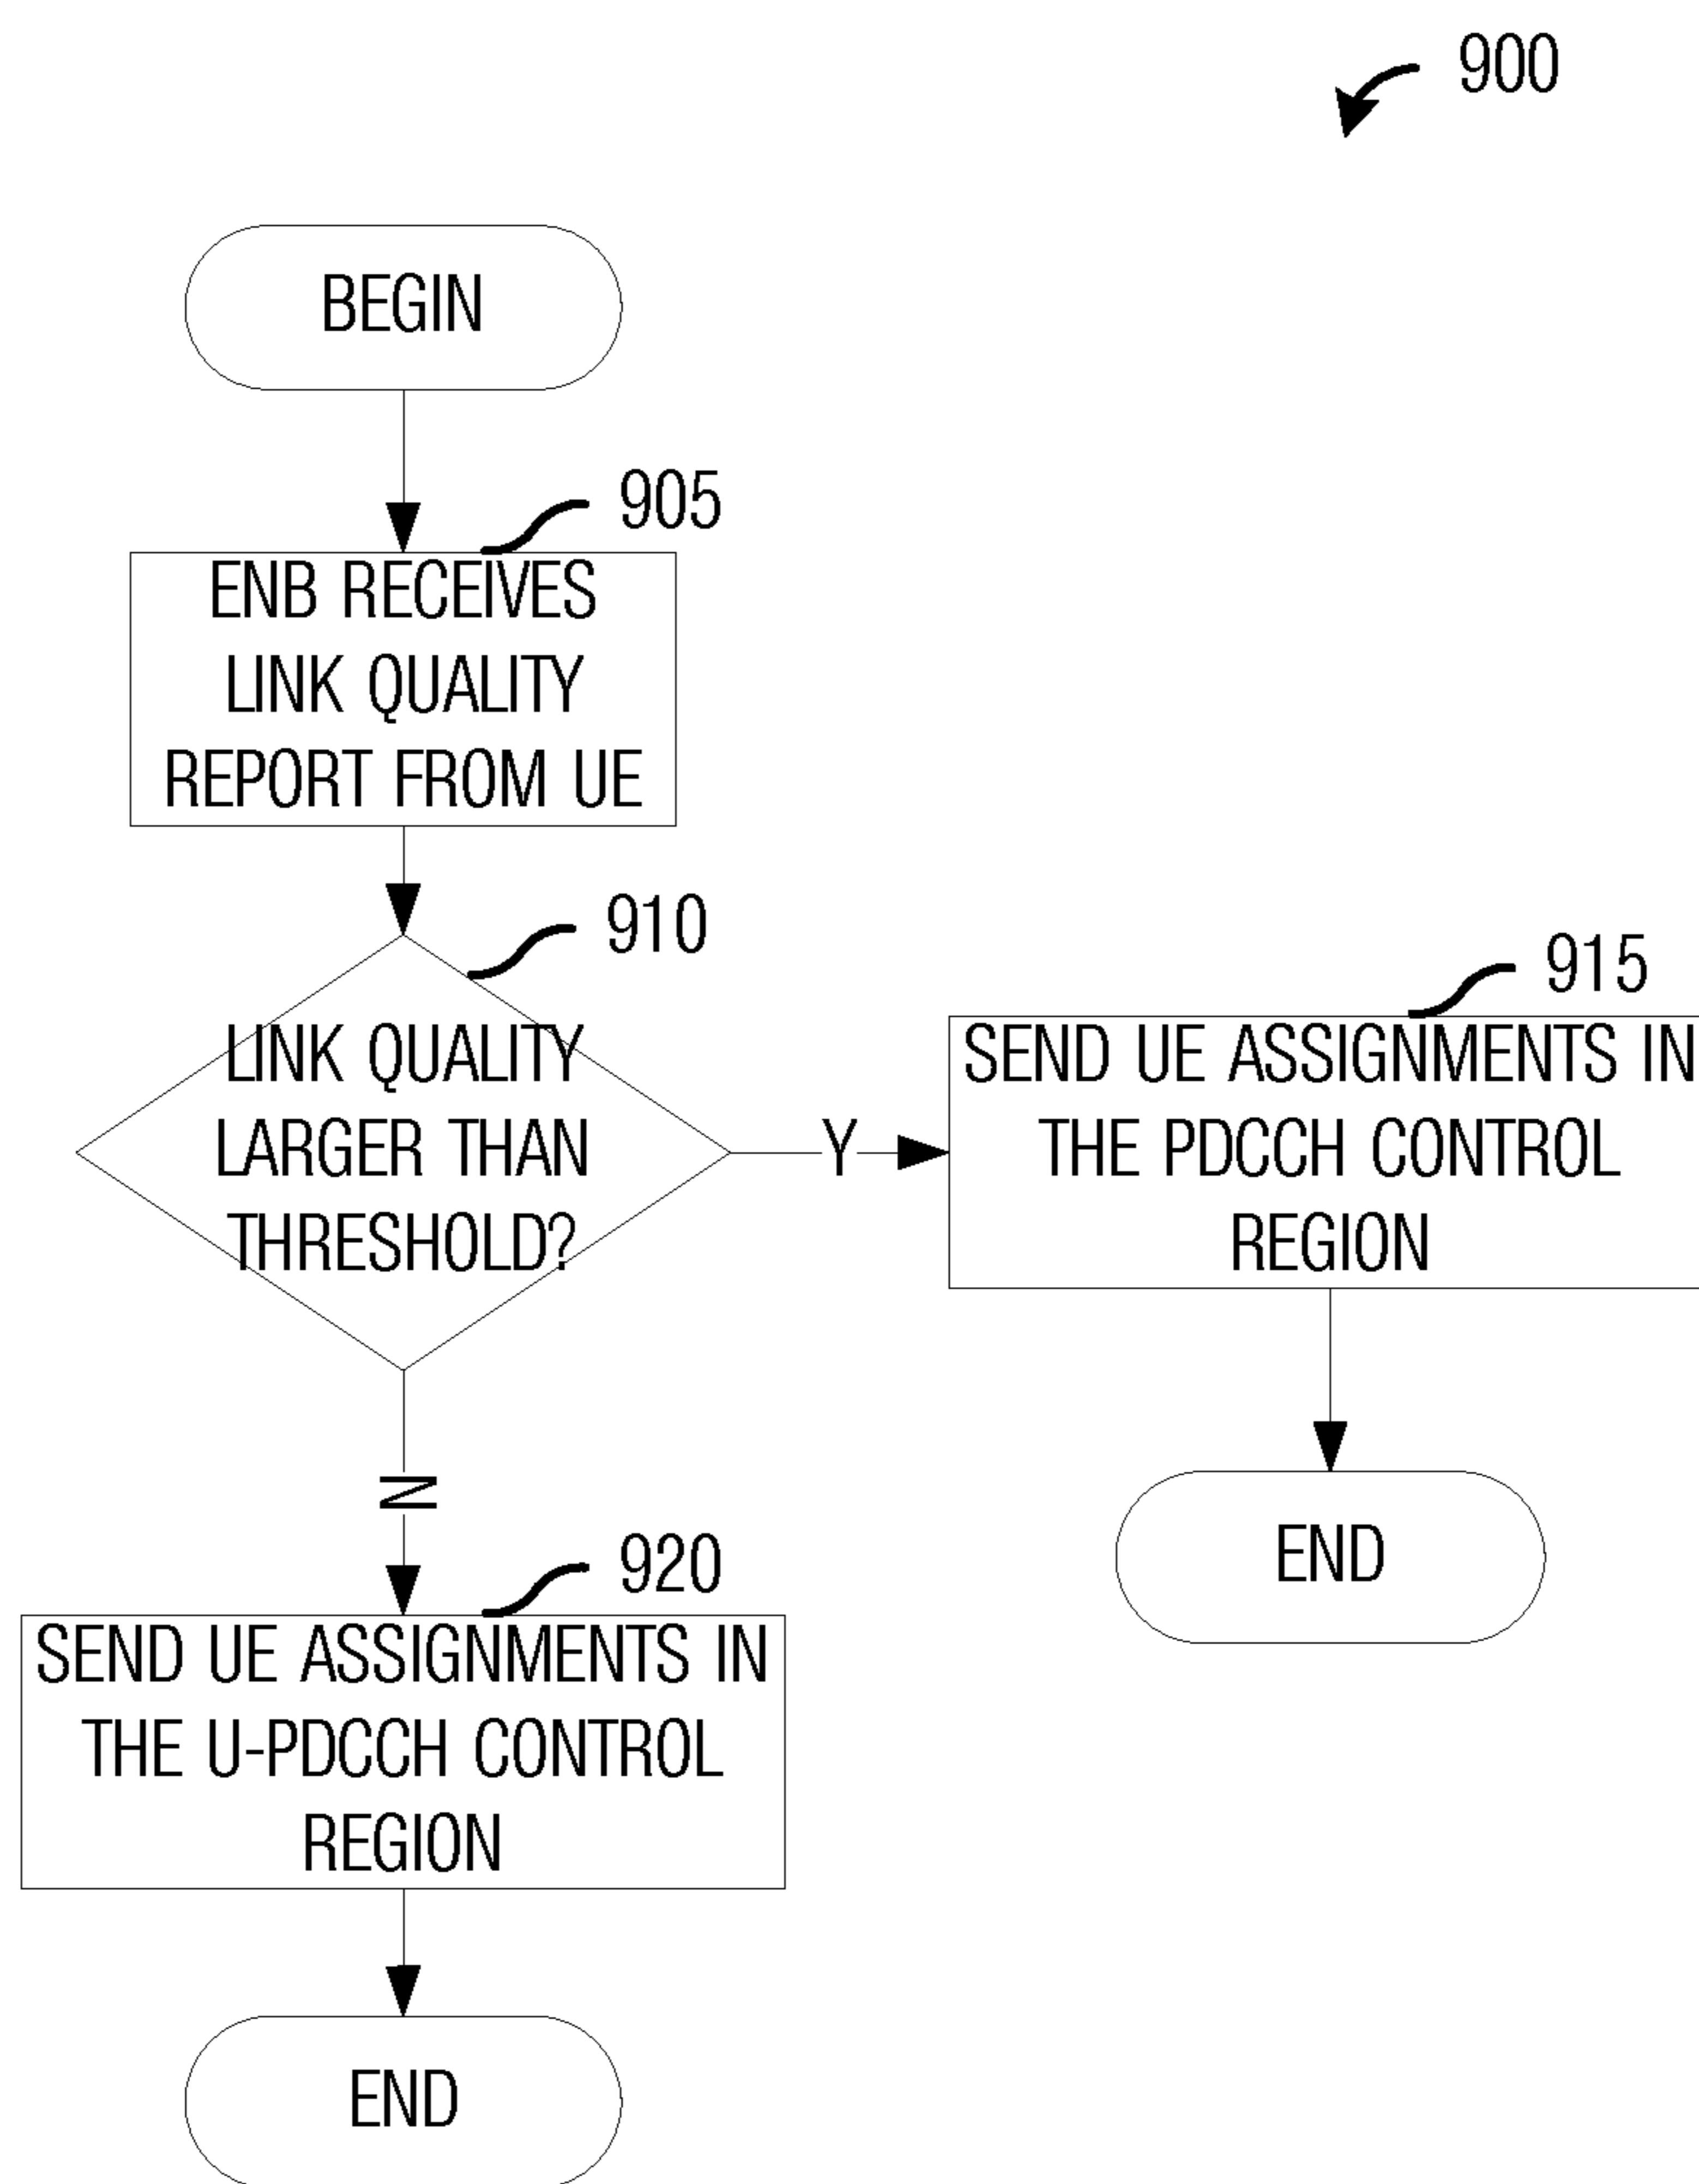 900
BEGIN
905
ENB RECEIVES
LINK QUALITY
REPORT FROM UE
910
LINK QUALITY
LARGER THAN
THRESHOLD?
Y
915
SEND UE ASSIGNMENTS IN
THE PDCCH CONTROL
REGION
END
N
920
SEND UE ASSIGNMENTS IN
THE U-PDCCH CONTROL
REGION
END